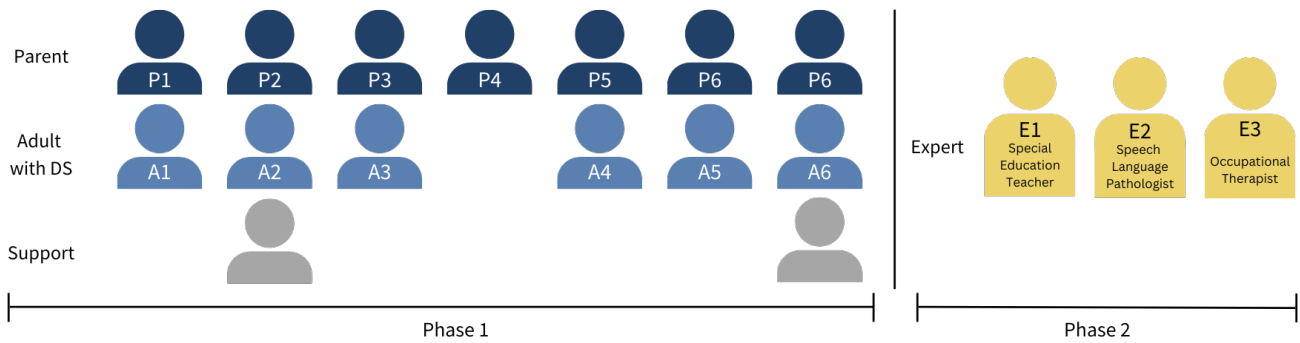 Parent
P1 P2 P3 P4 P5 P6 P6
Adult
with DS
A1 A2 A3 A4 A5 A6
Support
Phase 1
Expert
E1
Special
Education
Teacher
E2
Speech
Language
Pathologist
E3
Occupational
Therapist
Phase 2